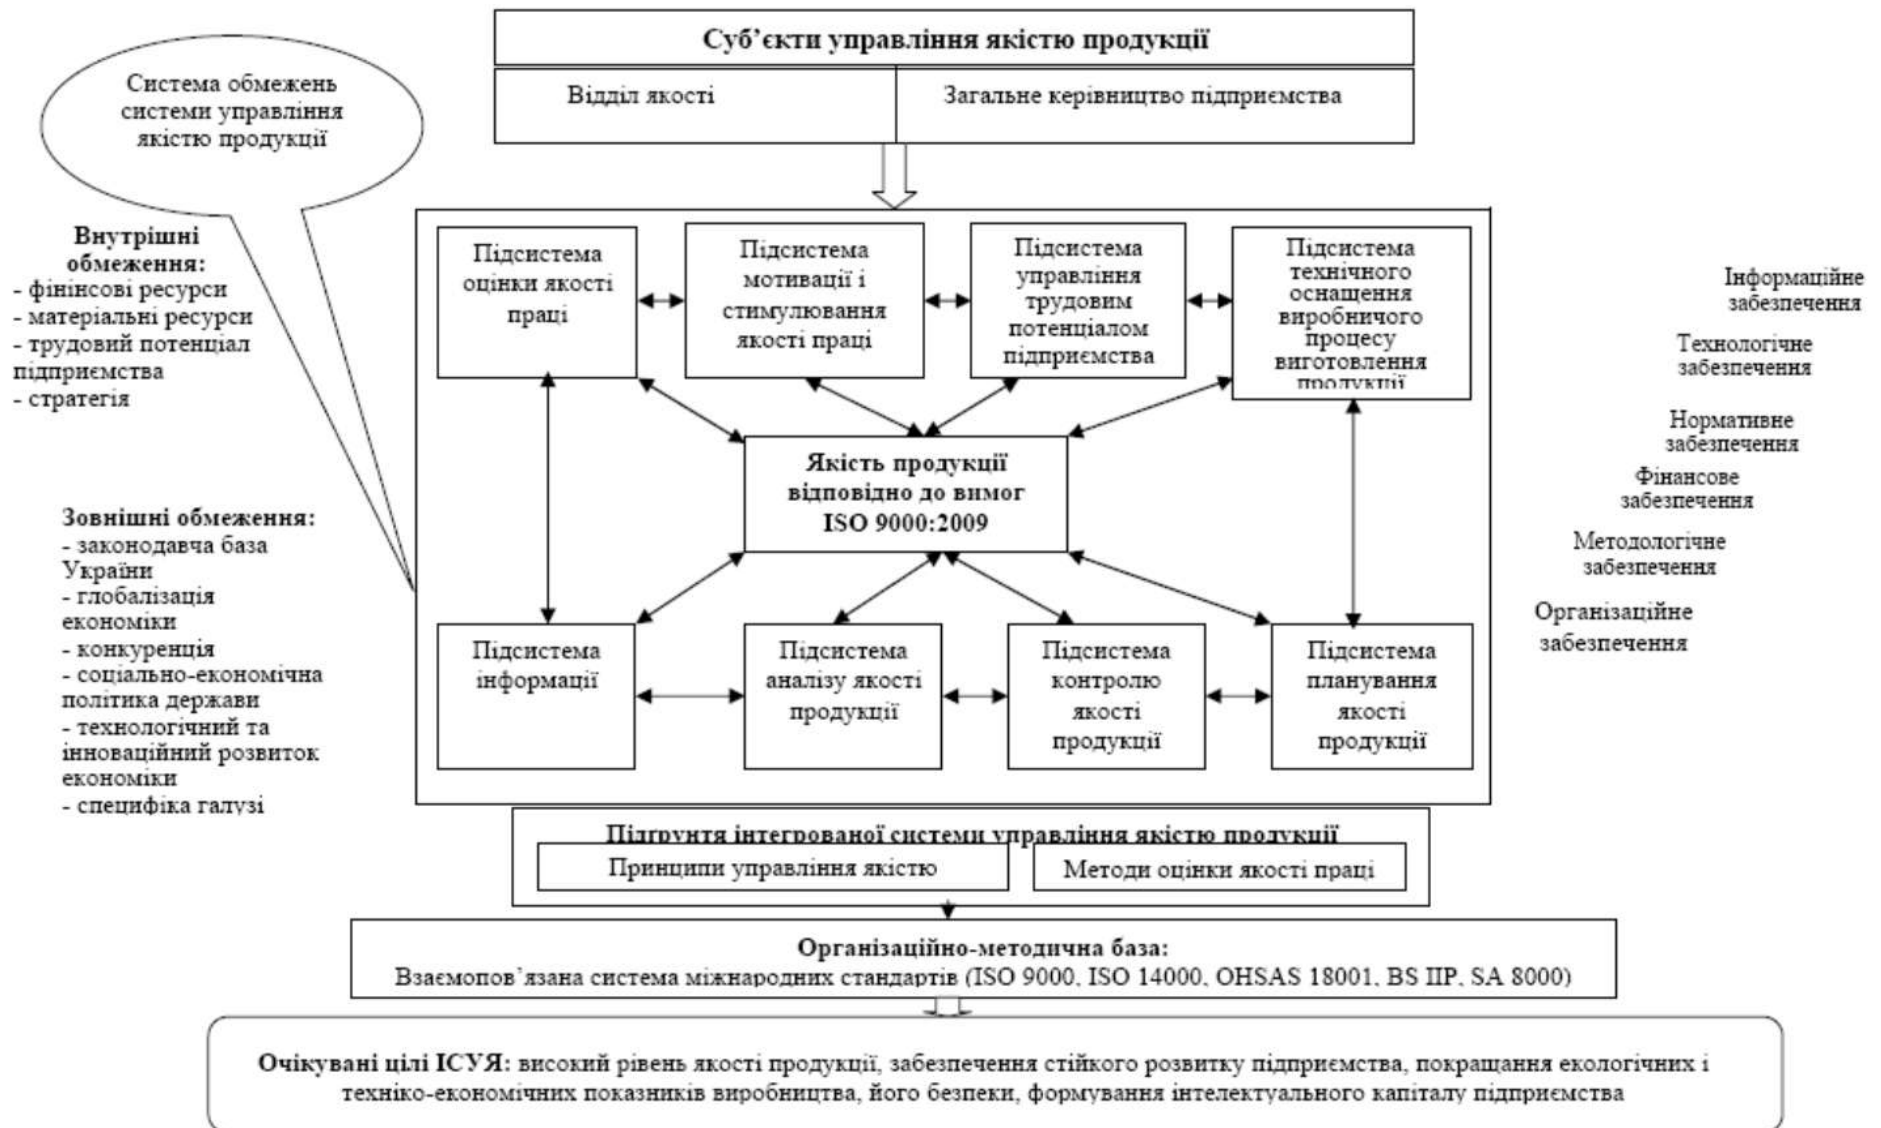 Суб’єкти управління якістю продукції
Відділ якості
Загальне керівництво підприємства
Система обмежень
системи управління
якістю продукції
Внутрішні
обмеження:
- фінінсові ресурси
- матеріальні ресурси
- трудовий потенціал
підприємства
- стратегія
Зовнішні обмеження:
- законодавча база
України
- глобалізація
економіки
- конкуренція
- соціально-економічна
політика держави
- технологічний та
інноваційний розвиток
економіки
- специфіка галузі
Підсистема
оцінки якості
праці
Підсистема
мотивації і
стимулювання
якості праці
Підсистема
управління
трудовим
потенціалом
підприємства
Підсистема
технічного
оснащення
виробничого
процесу
виготовлення
продукції
Якість продукції
відповідно до вимог
ISO 9000:2009
Підсистема
інформації
Підсистема
аналізу якості
продукції
Підсистема
контролю
якості
продукції
Підсистема
планування
якості
продукції
Інформаційне
забезпечення
Технологічне
забезпечення
Нормативне
забезпечення
Фінансове
забезпечення
Методологічне
забезпечення
Організаційне
забезпечення
Підґрунтя інтегрованої системи управління якістю продукції
Принципи управління якістю
Методи оцінки якості праці
Організаційно-методична база:
Взаємопов’язана система міжнародних стандартів (ISO 9000, ISO 14000, OHSAS 18001, BS IIP, SA 8000)
Очікувані цілі ІСУЯ: високий рівень якості продукції, забезпечення стійкого розвитку підприємства, покращання екологічних і
техніко-економічних показників виробництва, його безпеки, формування інтелектуального капіталу підприємства